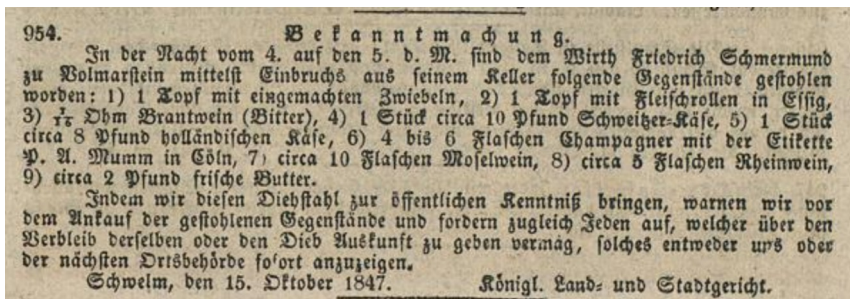 954. Bekanntmachung.
In der Nacht vom 4. auf den 5. d. M. sind dem Wirth Friedrich Schmermund
zu Volmarstein mittelst Einbruchs aus seinem Keller folgende Gegenstände gestohlen
worden: 1) 1 Topf mit eingemachten Zwiebeln, 2) 1 Topf mit Fleischrollen in Essig,
3) 1/16 Ohm Brantwein (Bitter), 4) 1 Stück circa 10 Pfund Schweitzer-Käse, 5) 1 Stück
circa 8 Pfund holländischen Käse, 6) 4 bis 6 Flaschen Champagner mit der Etikette
P. A. Mumm in Cöln, 7) circa 10 Flaschen Moselwein, 8) circa 5 Flaschen Rheinwein,
9) circa 2 Pfund frische Butter.
Indem wir diesen Diebstahl zur öffentlichen Kenntniß bringen, warnen wir vor
dem Ankauf der gestohlenen Gegenstände und fordern zugleich Jeden auf, welcher über den
Verbleib derselben oder den Dieb Auskunft zu geben vermag, solches entweder uns oder
der nächsten Ortsbehörde sofort anzuzeigen.
Schwelm, den 15. Oktober 1847. Königl. Land- und Stadtgericht.